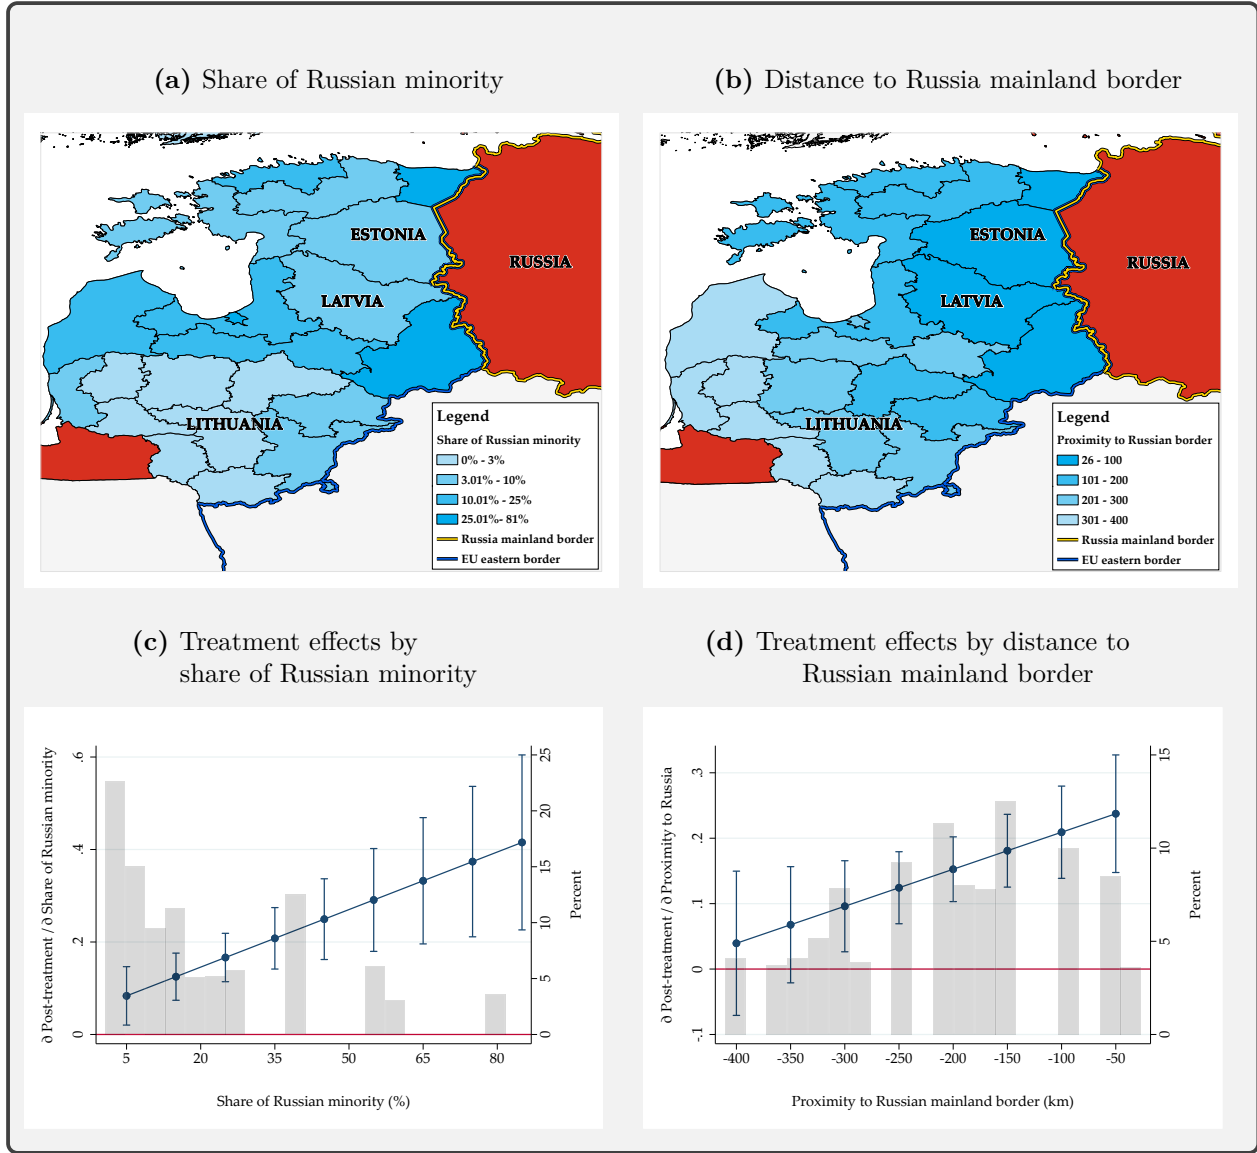 (a) Share of Russian minority
ESTONIA
RUSSIA
LATVIA
LITHUANIA
Legend
Share of Russian minority
0% - 3%
3.01% - 10%
10.01% - 25%
25.01%- 81%
Russia mainland border
EU eastern border
(b) Distance to Russia mainland border
ESTONIA
RUSSIA
LATVIA
LITHUANIA
Legend
Proximity to Russian border
26 - 100
101 - 200
201 - 300
301 - 400
Russia mainland border
EU eastern border
(c) Treatment effects by
share of Russian minority
∂ Post-treatment / ∂ Share of Russian minority
.6
.4
.2
0
25
20
15
10
5
0
Percent
5 20 35 50 65 80
Share of Russian minority (%)
(d) Treatment effects by distance to
Russian mainland border
∂ Post-treatment / ∂ Proximity to Russia
.3
.2
.1
0
-.1
15
10
5
0
Percent
-400 -350 -300 -250 -200 -150 -100 -50
Proximity to Russian mainland border (km)